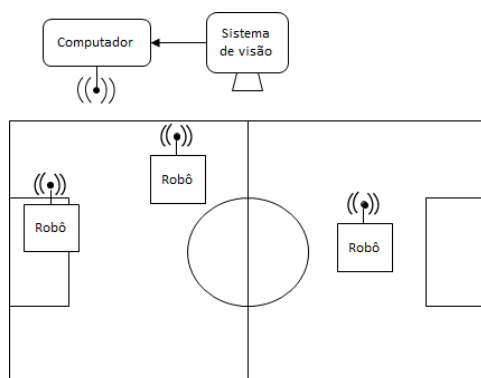 Computador
Sistema
de visão
Robô
Robô
Robô